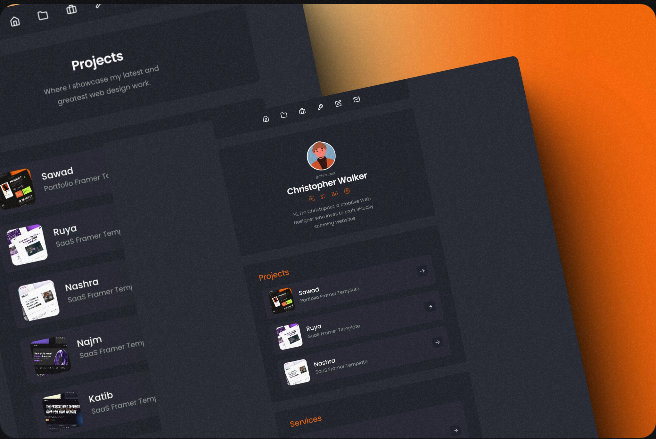 Projects
Where I showcase my latest and
greatest web design work.
Sawad
Portfolio Framer Te
Ruya
SaaS Framer Temp
Nashra
SaaS Framer Temp
Najm
SaaS Framer Temp
Katib
SaaS Framer Temp
Christopher Walker
Projects
Sawad
Portfolio Framer Template
Ruya
SaaS Framer Template
Nashra
SaaS Framer Template
Services